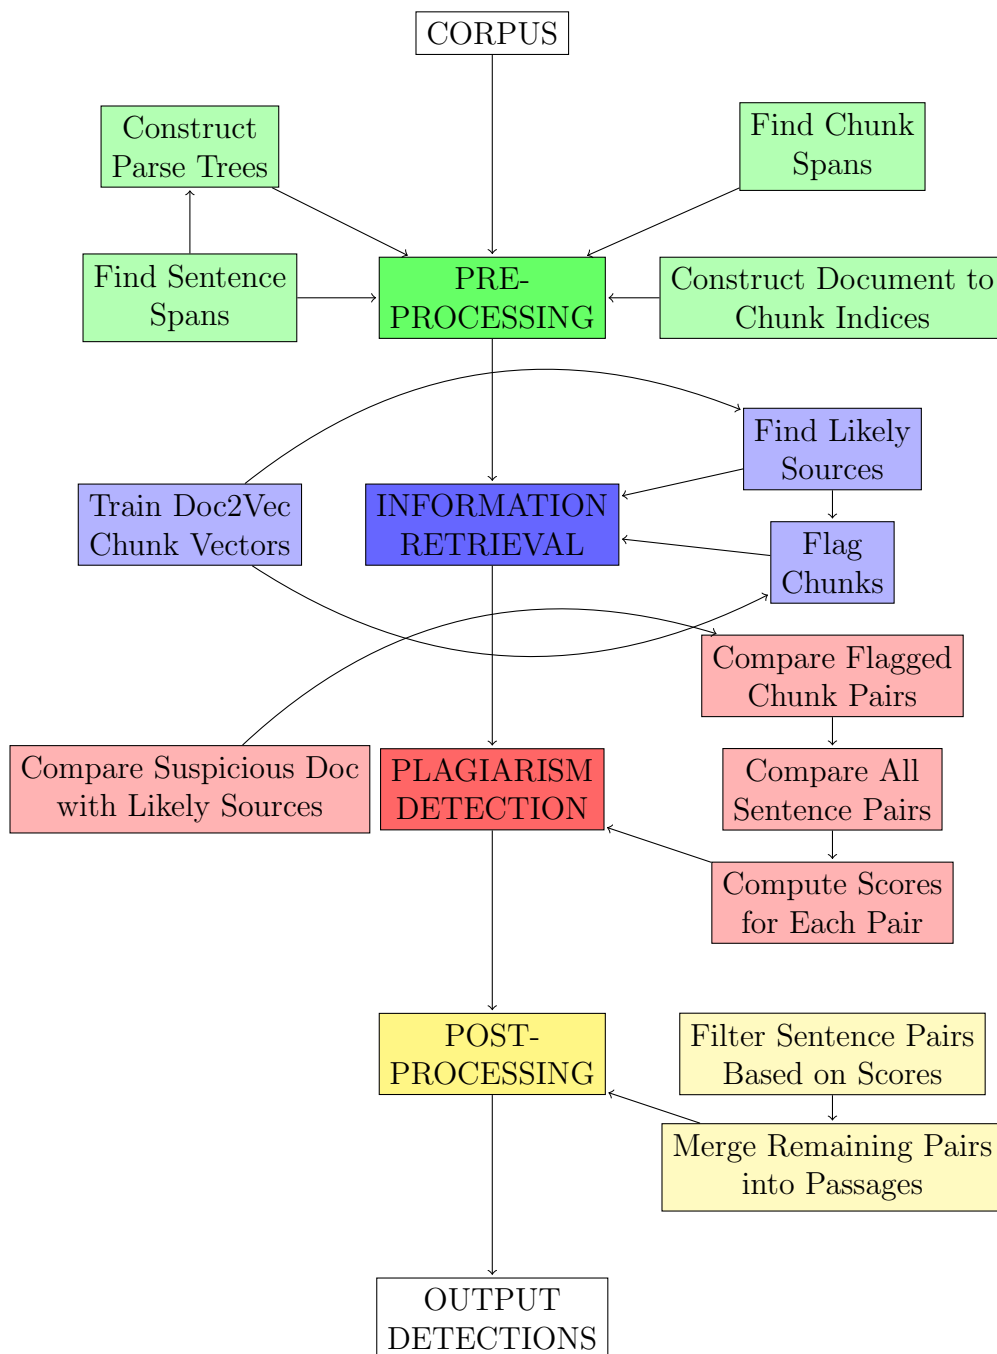 CORPUS
Construct
Parse Trees
Find Chunk
Spans
Find Sentence
Spans
PRE-
PROCESSING
Construct Document to
Chunk Indices
Find Likely
Sources
Train Doc2Vec
Chunk Vectors
INFORMATION
RETRIEVAL
Flag
Chunks
Compare Flagged
Chunk Pairs
Compare Suspicious Doc
with Likely Sources
PLAGIARISM
DETECTION
Compare All
Sentence Pairs
Compute Scores
for Each Pair
POST-
PROCESSING
Filter Sentence Pairs
Based on Scores
Merge Remaining Pairs
into Passages
OUTPUT
DETECTIONS